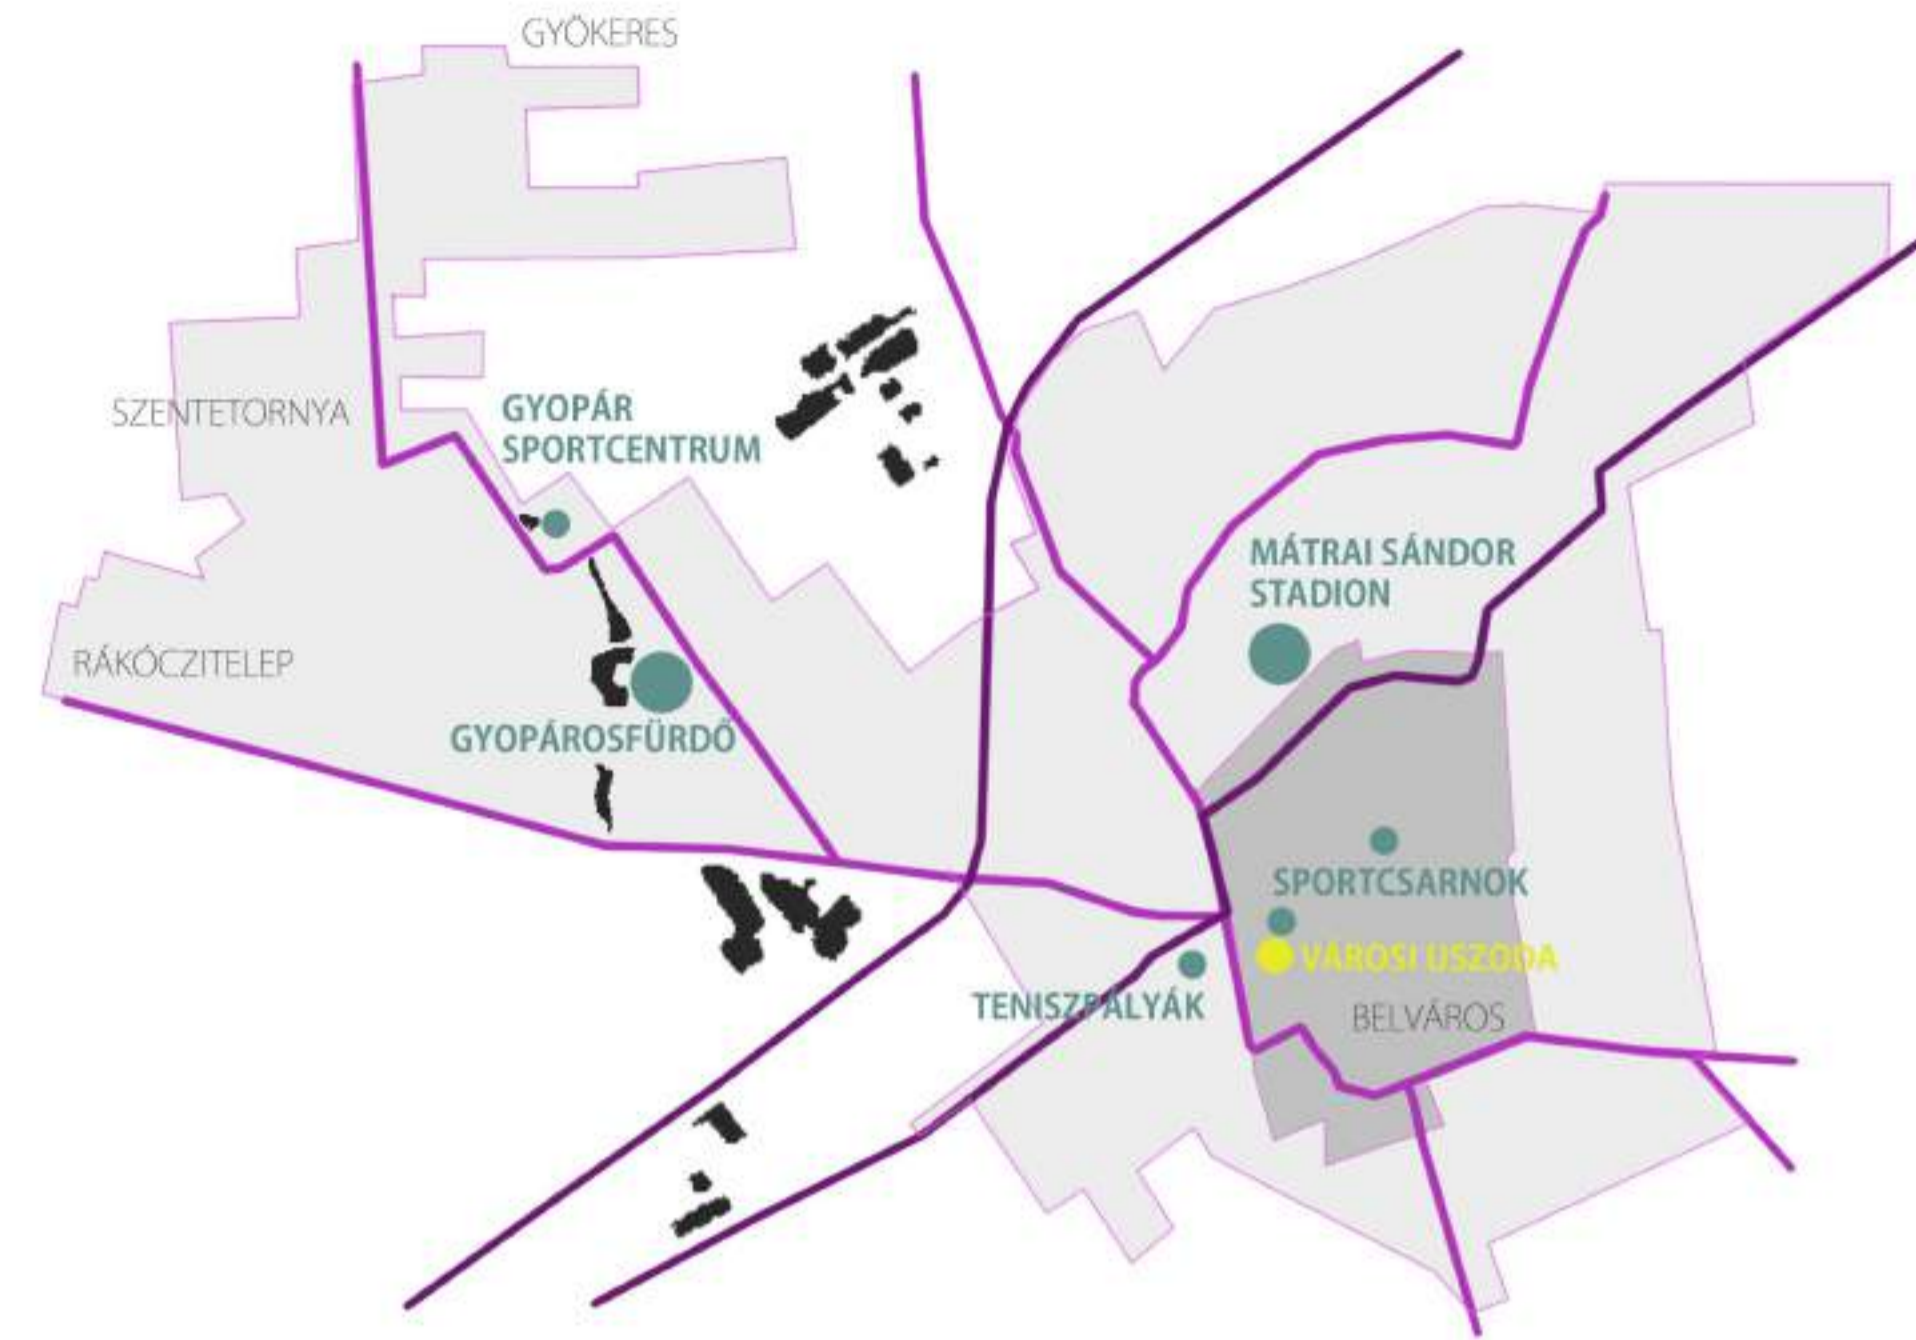 GYÖKERES
SZENTETORNYA
GYOPÁR
SPORTCENTRUM
MÁTRAI SÁNDOR
STADION
RÁKÓCZITELEP
GYOPÁROSFÜRDŐ
SPORTCSARNOK
VÁROSI USZODA
TENISZPÁLYÁK
BELVÁROS